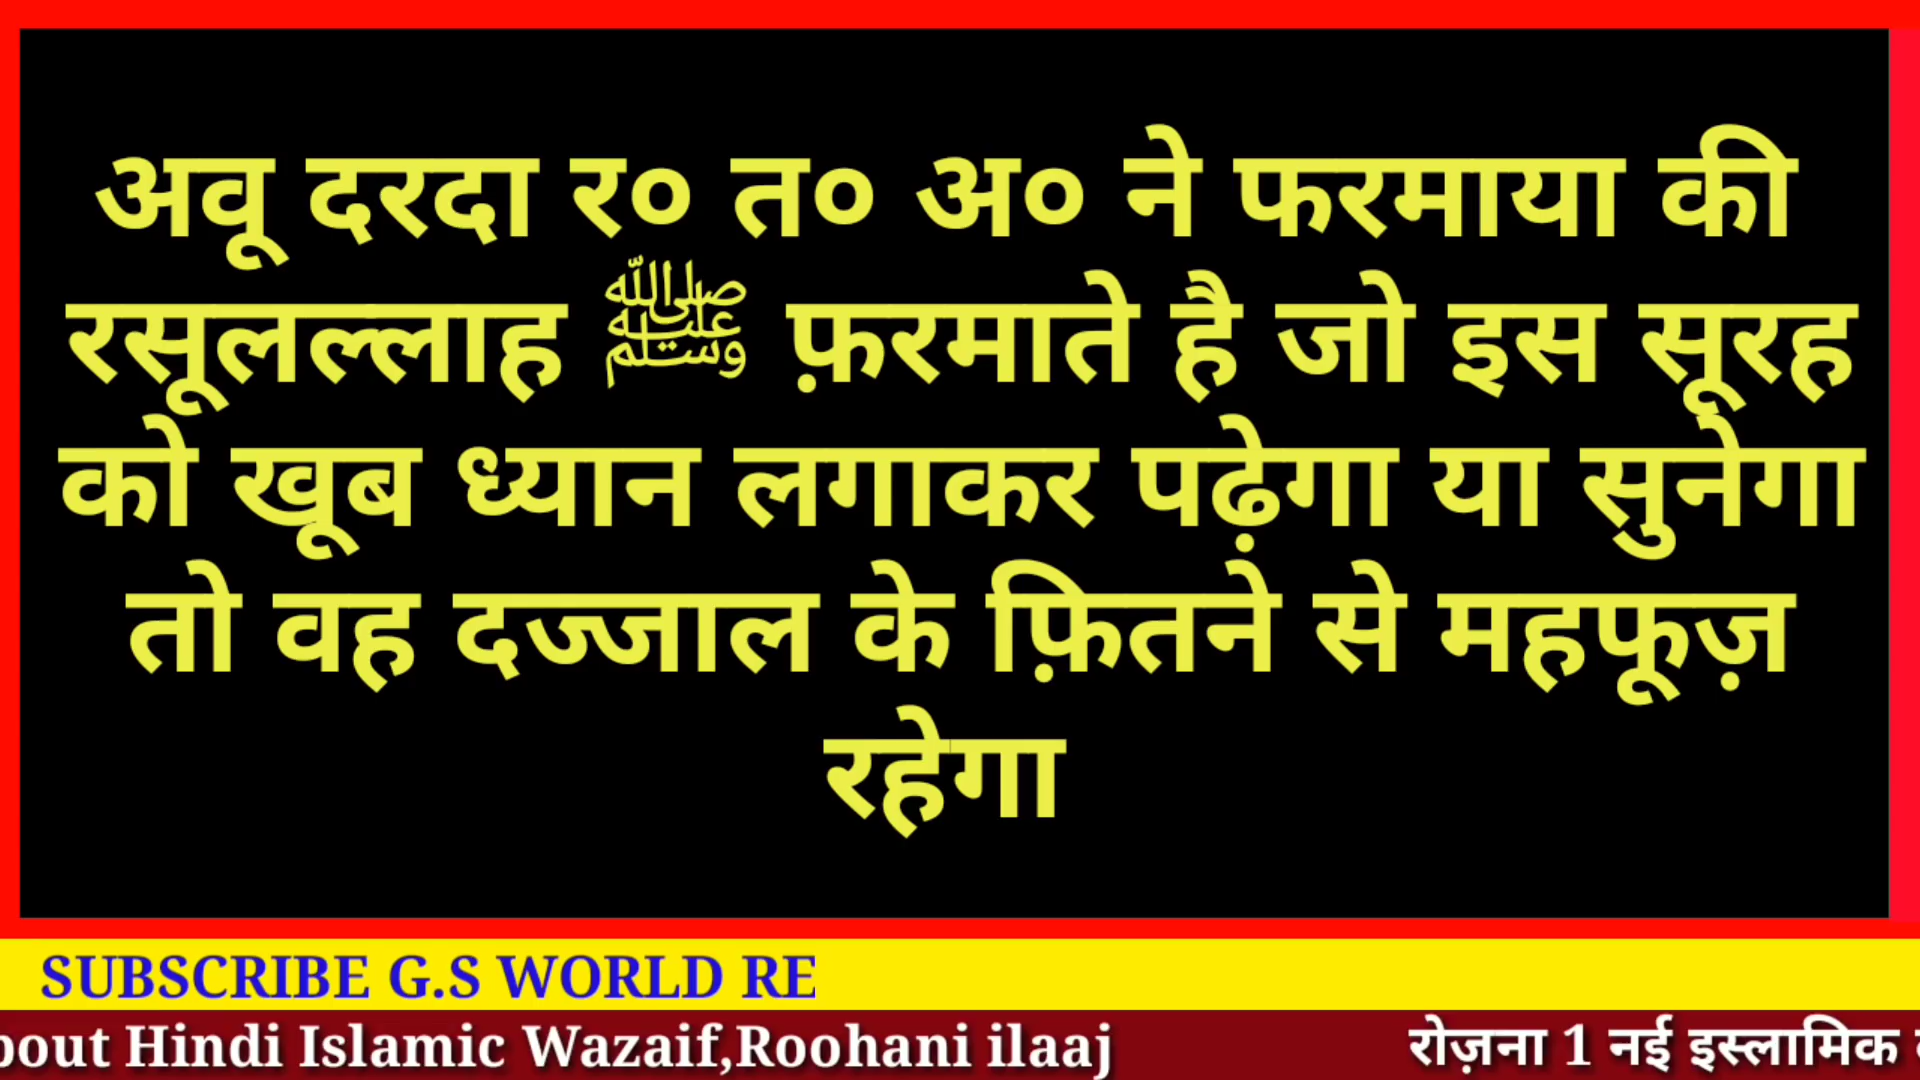 अवू दरदा र० त० अ० ने फरमाया की
रसूलल्लाह ﷺ फ़रमाते है जो इस सूरह
को खूब ध्यान लगाकर पढ़ेगा या सुनेगा
तो वह दज्जाल के फ़ितने से महफूज़
रहेगा
SUBSCRIBE G.S WORLD RE
bout Hindi Islamic Wazaif,Roohani ilaaj रोज़ना 1 नई इस्लामिक